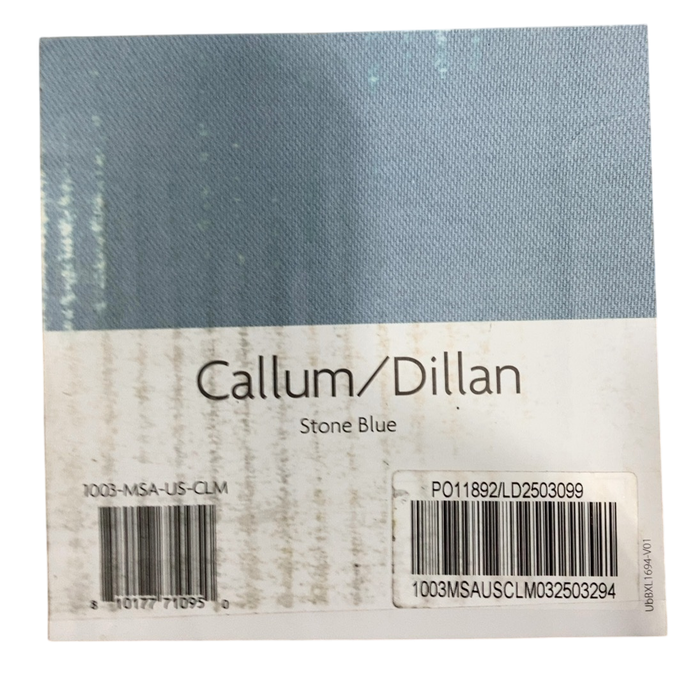 Callum/Dillan
Stone Blue
1003-MSA-US-CLM
8 10177 71095 0
PO11892/LD2503099
1003MSAUSCLM032503294
UbBXL1694-V01